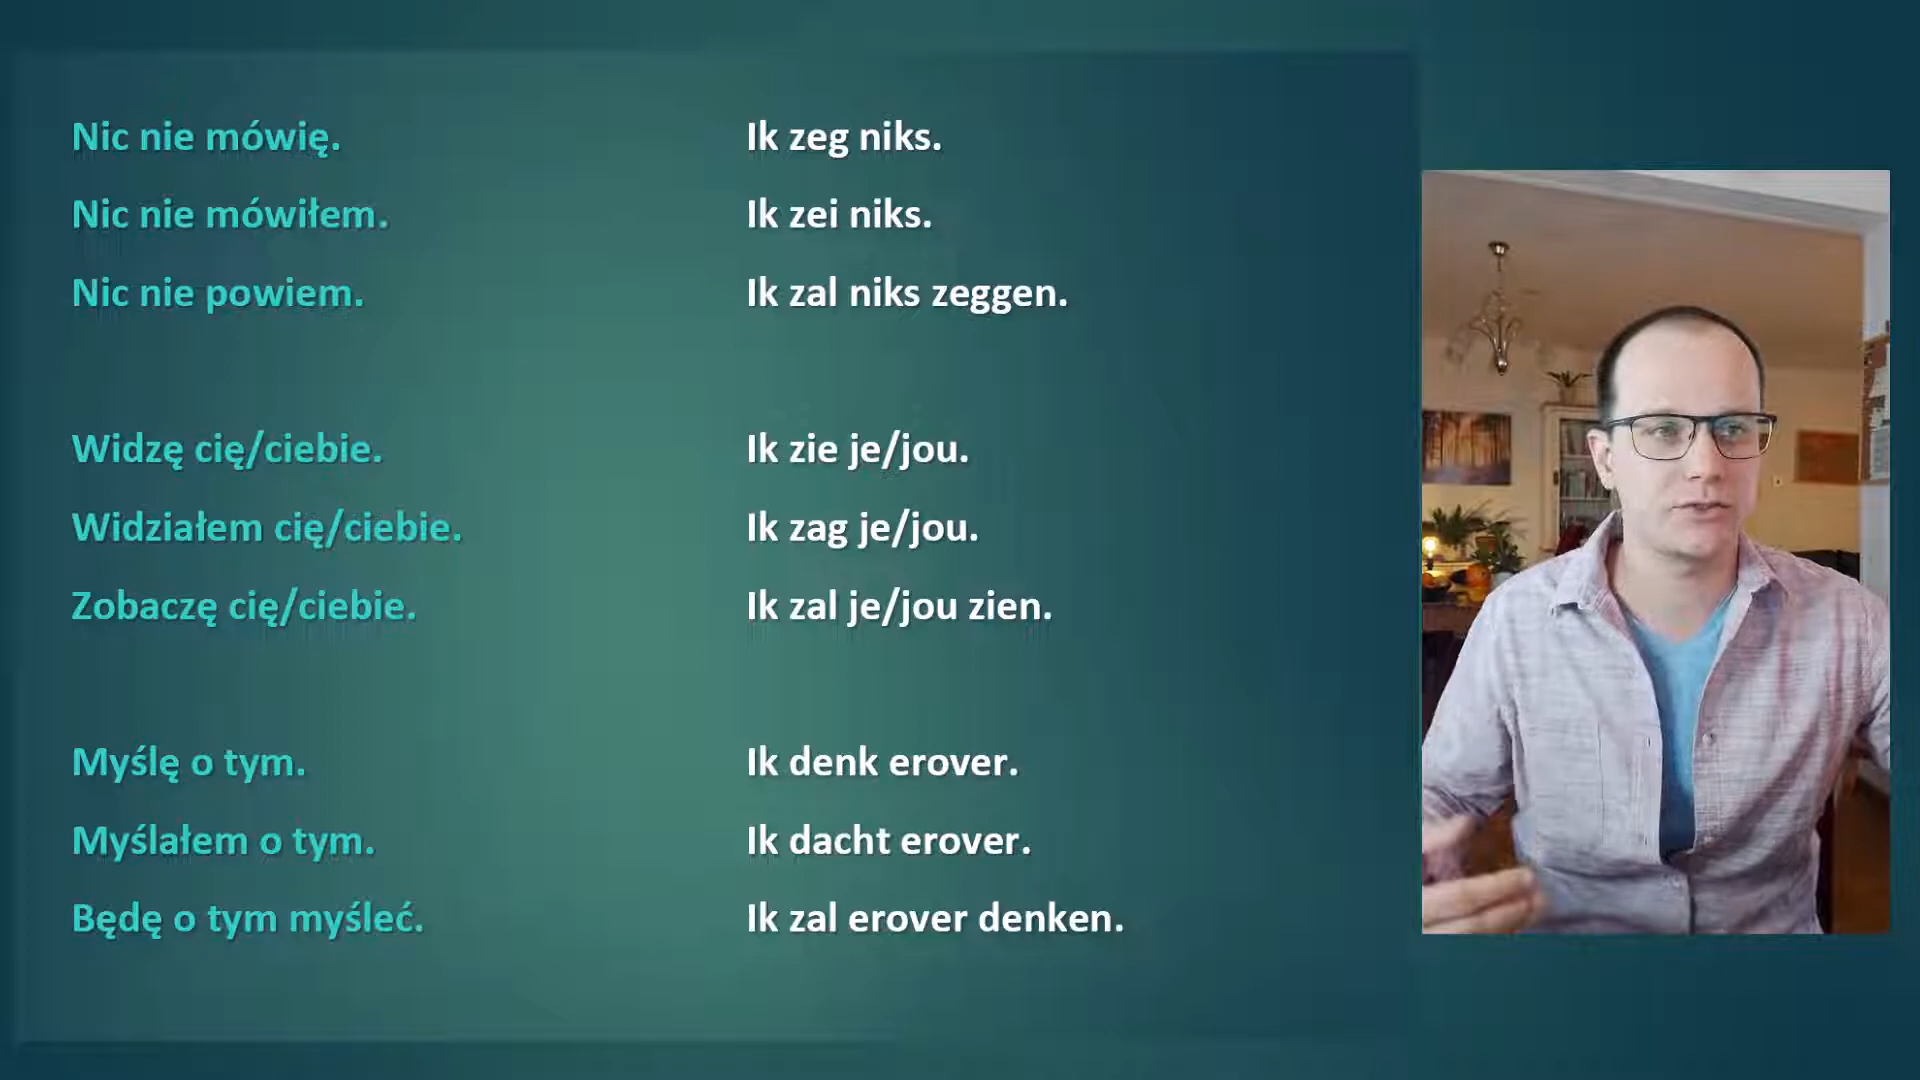 Nic nie mówię. Ik zeg niks.
Nic nie mówiłem. Ik zei niks.
Nic nie powiem. Ik zal niks zeggen.
Widzę cię/ciebie. Ik zie je/jou.
Widziałem cię/ciebie. Ik zag je/jou.
Zobaczę cię/ciebie. Ik zal je/jou zien.
Myślę o tym. Ik denk erover.
Myślałem o tym. Ik dacht erover.
Będę o tym myśleć. Ik zal erover denken.